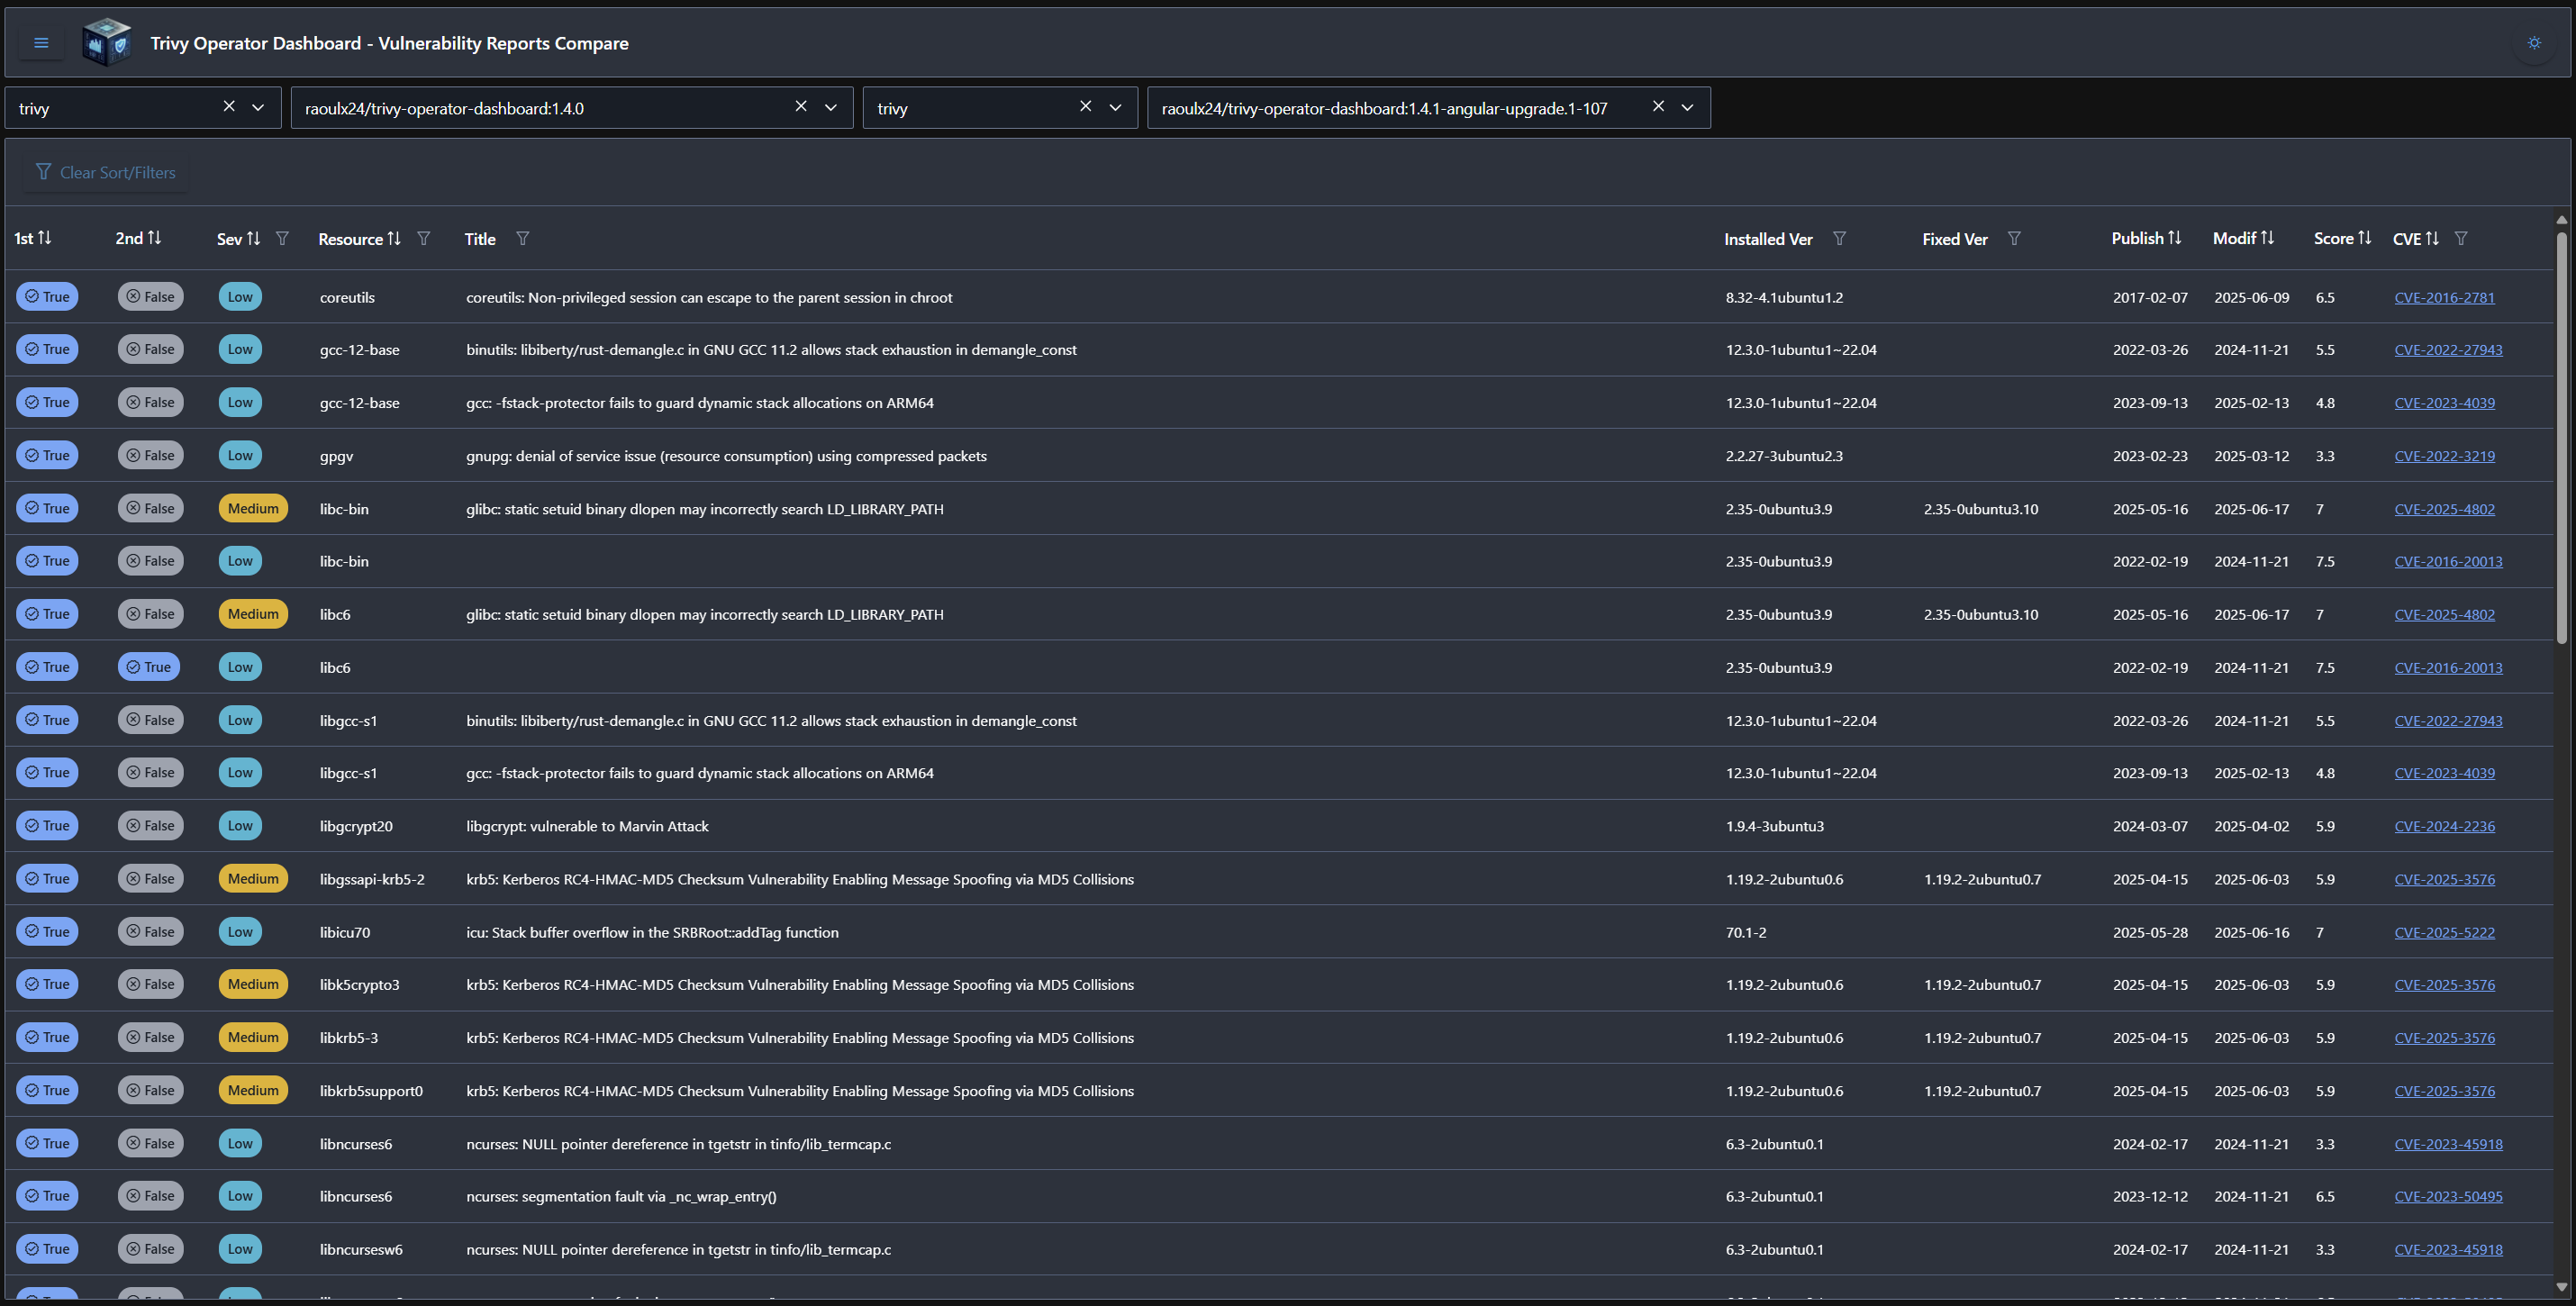 Trivy Operator Dashboard - Vulnerability Reports Compare
trivy raoulx24/trivy-operator-dashboard:1.4.0 trivy raoulx24/trivy-operator-dashboard:1.4.1-angular-upgrade.1-107
Clear Sort/Filters
1st 2nd Sev Resource Title Installed Ver Fixed Ver Publish Modif Score CVE
True False Low coreutils coreutils: Non-privileged session can escape to the parent session in chroot 8.32-4.1ubuntu1.2 2017-02-07 2025-06-09 6.5 CVE-2016-2781
True False Low gcc-12-base binutils: libiberty/rust-demangle.c in GNU GCC 11.2 allows stack exhaustion in demangle_const 12.3.0-1ubuntu1~22.04 2022-03-26 2024-11-21 5.5 CVE-2022-27943
True False Low gcc-12-base gcc: -fstack-protector fails to guard dynamic stack allocations on ARM64 12.3.0-1ubuntu1~22.04 2023-09-13 2025-02-13 4.8 CVE-2023-4039
True False Low gpgv gnupg: denial of service issue (resource consumption) using compressed packets 2.2.27-3ubuntu2.3 2023-02-23 2025-03-12 3.3 CVE-2022-3219
True False Medium libc-bin glibc: static setuid binary dlopen may incorrectly search LD_LIBRARY_PATH 2.35-0ubuntu3.9 2.35-0ubuntu3.10 2025-05-16 2025-06-17 7 CVE-2025-4802
True False Low libc-bin 2.35-0ubuntu3.9 2022-02-19 2024-11-21 7.5 CVE-2016-20013
True False Medium libc6 glibc: static setuid binary dlopen may incorrectly search LD_LIBRARY_PATH 2.35-0ubuntu3.9 2.35-0ubuntu3.10 2025-05-16 2025-06-17 7 CVE-2025-4802
True True Low libc6 2.35-0ubuntu3.9 2022-02-19 2024-11-21 7.5 CVE-2016-20013
True False Low libgcc-s1 binutils: libiberty/rust-demangle.c in GNU GCC 11.2 allows stack exhaustion in demangle_const 12.3.0-1ubuntu1~22.04 2022-03-26 2024-11-21 5.5 CVE-2022-27943
True False Low libgcc-s1 gcc: -fstack-protector fails to guard dynamic stack allocations on ARM64 12.3.0-1ubuntu1~22.04 2023-09-13 2025-02-13 4.8 CVE-2023-4039
True False Low libgcrypt20 libgcrypt: vulnerable to Marvin Attack 1.9.4-3ubuntu3 2024-03-07 2025-04-02 5.9 CVE-2024-2236
True False Medium libgssapi-krb5-2 krb5: Kerberos RC4-HMAC-MD5 Checksum Vulnerability Enabling Message Spoofing via MD5 Collisions 1.19.2-2ubuntu0.6 1.19.2-2ubuntu0.7 2025-04-15 2025-06-03 5.9 CVE-2025-3576
True False Low libicu70 icu: Stack buffer overflow in the SRBRoot::addTag function 70.1-2 2025-05-28 2025-06-16 7 CVE-2025-5222
True False Medium libk5crypto3 krb5: Kerberos RC4-HMAC-MD5 Checksum Vulnerability Enabling Message Spoofing via MD5 Collisions 1.19.2-2ubuntu0.6 1.19.2-2ubuntu0.7 2025-04-15 2025-06-03 5.9 CVE-2025-3576
True False Medium libkrb5-3 krb5: Kerberos RC4-HMAC-MD5 Checksum Vulnerability Enabling Message Spoofing via MD5 Collisions 1.19.2-2ubuntu0.6 1.19.2-2ubuntu0.7 2025-04-15 2025-06-03 5.9 CVE-2025-3576
True False Medium libkrb5support0 krb5: Kerberos RC4-HMAC-MD5 Checksum Vulnerability Enabling Message Spoofing via MD5 Collisions 1.19.2-2ubuntu0.6 1.19.2-2ubuntu0.7 2025-04-15 2025-06-03 5.9 CVE-2025-3576
True False Low libncurses6 ncurses: NULL pointer dereference in tgetstr in tinfo/lib_termcap.c 6.3-2ubuntu0.1 2024-02-17 2024-11-21 3.3 CVE-2023-45918
True False Low libncurses6 ncurses: segmentation fault via _nc_wrap_entry() 6.3-2ubuntu0.1 2023-12-12 2024-11-21 6.5 CVE-2023-50495
True False Low libncursesw6 ncurses: NULL pointer dereference in tgetstr in tinfo/lib_termcap.c 6.3-2ubuntu0.1 2024-02-17 2024-11-21 3.3 CVE-2023-45918